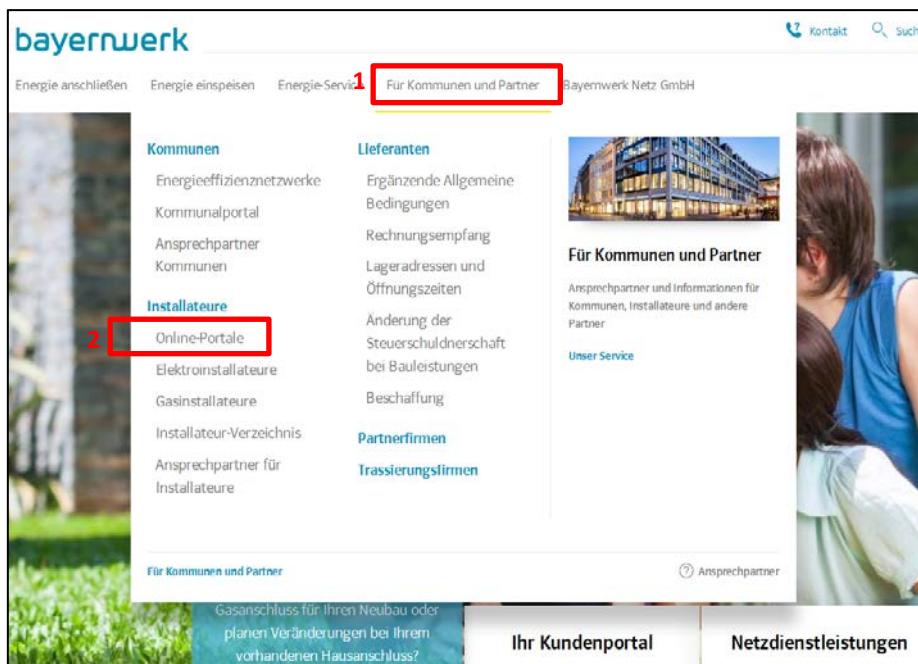 bayernwerk
Kontakt
Such
Energie anschließen
Energie einspeisen
Energie-Service
1
Für Kommunen und Partner
Bayernwerk Netz GmbH
Kommunen
Energieeffizienznetzwerke
Kommunalportal
Ansprechpartner
Kommunen
Installateure
2
Online-Portale
Elektroinstallateure
Gasinstallateure
Installateur-Verzeichnis
Ansprechpartner für
Installateure
Lieferanten
Ergänzende Allgemeine
Bedingungen
Rechnungsempfang
Lageradressen und
Öffnungszeiten
Änderung der
Steuerschuldnerschaft
bei Bauleistungen
Beschaffung
Partnerfirmen
Trassierungsfirmen
Für Kommunen und Partner
Ansprechpartner und Informationen für
Kommunen, Installateure und andere
Partner
Unser Service
Für Kommunen und Partner
? Ansprechpartner
Gasanschluss für Ihren Neubau oder
planen Veränderungen bei Ihrem
vorhandenen Hausanschluss?
Ihr Kundenportal
Netzdienstleistungen